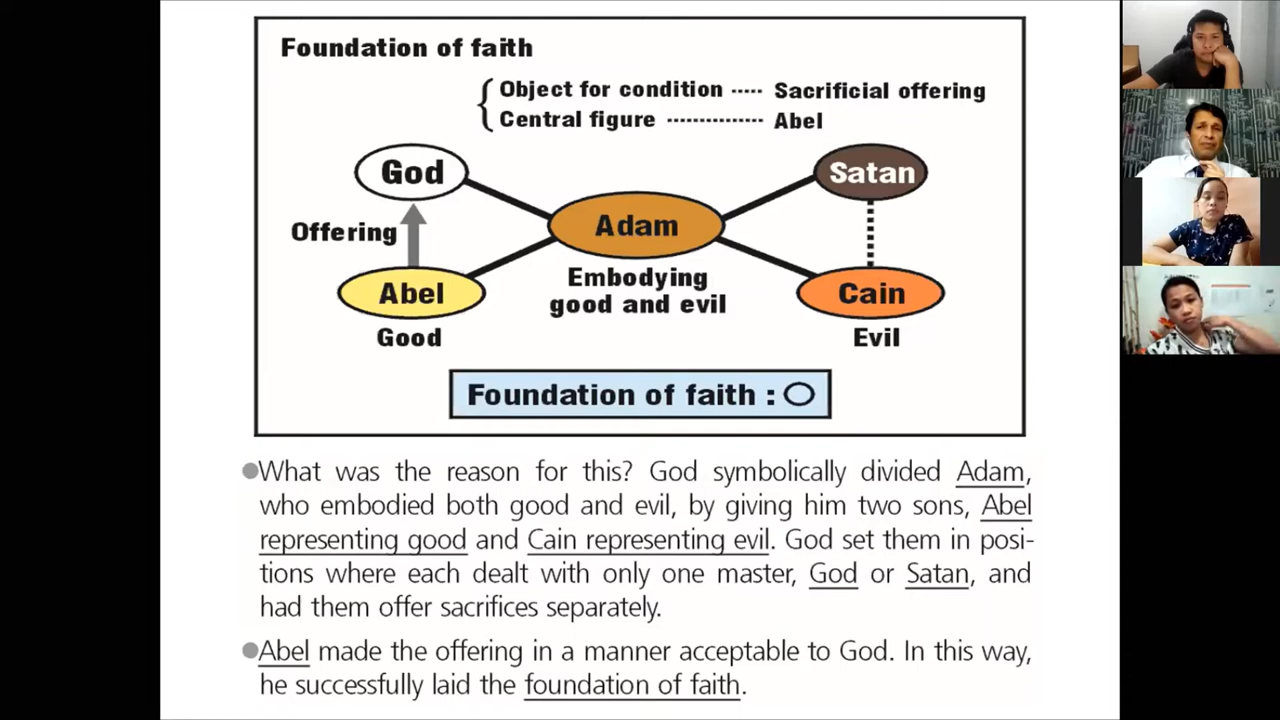 Foundation of faith
Object for condition ····· Sacrificial offering
Central figure ·············· Abel
God
Satan
Offering
Adam
Embodying
good and evil
Abel
Cain
Good
Evil
Foundation of faith : ○
●What was the reason for this? God symbolically divided Adam,
who embodied both good and evil, by giving him two sons, Abel
representing good and Cain representing evil. God set them in posi-
tions where each dealt with only one master, God or Satan, and
had them offer sacrifices separately.
●Abel made the offering in a manner acceptable to God. In this way,
he successfully laid the foundation of faith.